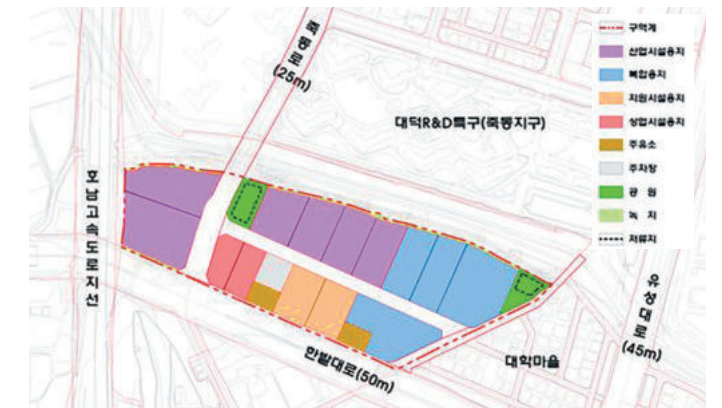 구역계
산업시설용지
복합용지
지원시설용지
상업시설용지
주유소
주차장
공 원
녹 지
저류지
(25m)
대덕R&D특구(죽동지구)
호남고속도로지선
유성대로
(45m)
한밭대로(50m)
대학마을